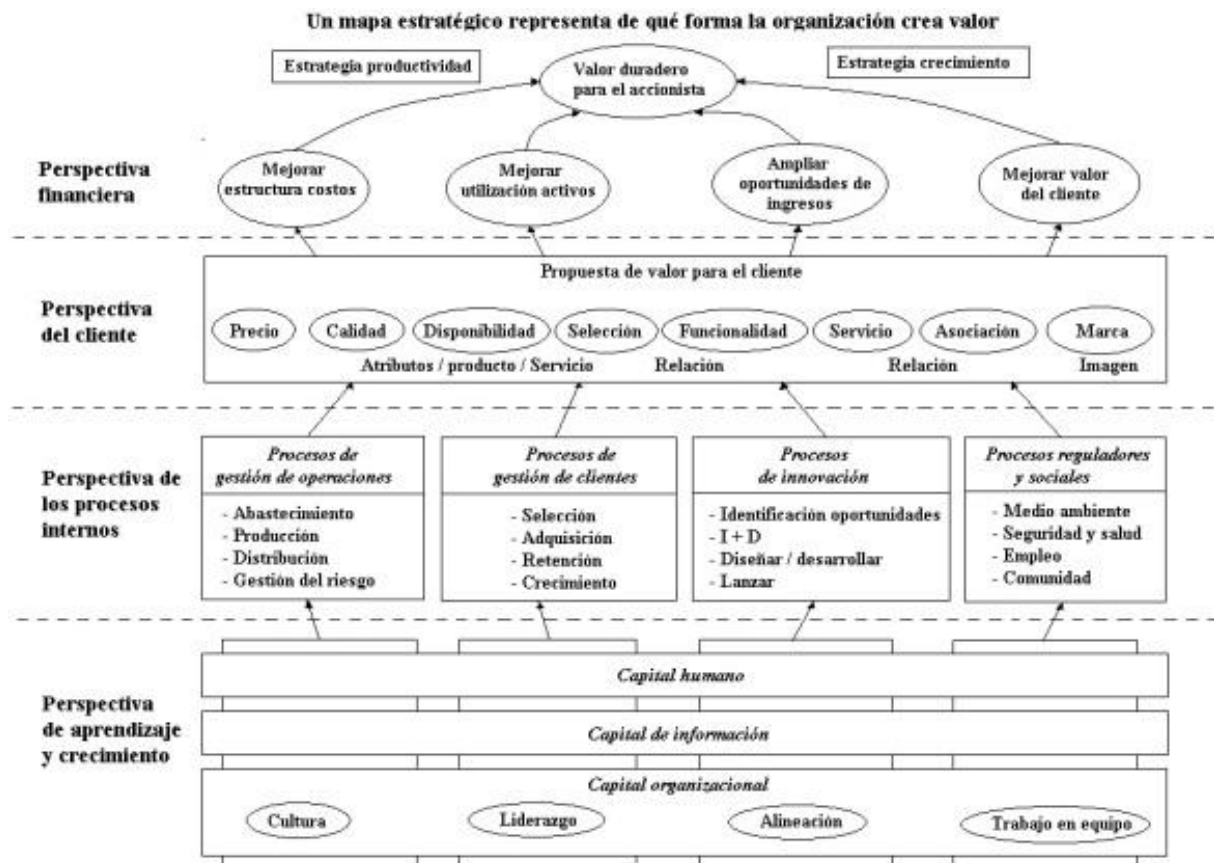 Un mapa estratégico representa de qué forma la organización crea valor
Estrategia productividad
Valor duradero
para el accionista
Estrategia crecimiento
Perspectiva
financiera
Mejorar
estructura costos
Mejorar
utilización activos
Ampliar
oportunidades de
ingresos
Mejorar valor
del cliente
Perspectiva
del cliente
Propuesta de valor para el cliente
Precio
Calidad
Disponibilidad
Selección
Funcionalidad
Servicio
Asociación
Marca
Atributos / producto / Servicio
Relación
Relación
Imagen
Perspectiva de
los procesos
internos
Procesos de
gestión de operaciones
- Abastecimiento
- Producción
- Distribución
- Gestión del riesgo
Procesos de
gestión de clientes
- Selección
- Adquisición
- Retención
- Crecimiento
Procesos
de innovación
- Identificación oportunidades
- I + D
- Diseñar / desarrollar
- Lanzar
Procesos reguladores
y sociales
- Medio ambiente
- Seguridad y salud
- Empleo
- Comunidad
Perspectiva
de aprendizaje
y crecimiento
Capital humano
Capital de información
Capital organizacional
Cultura
Liderazgo
Alineación
Trabajo en equipo